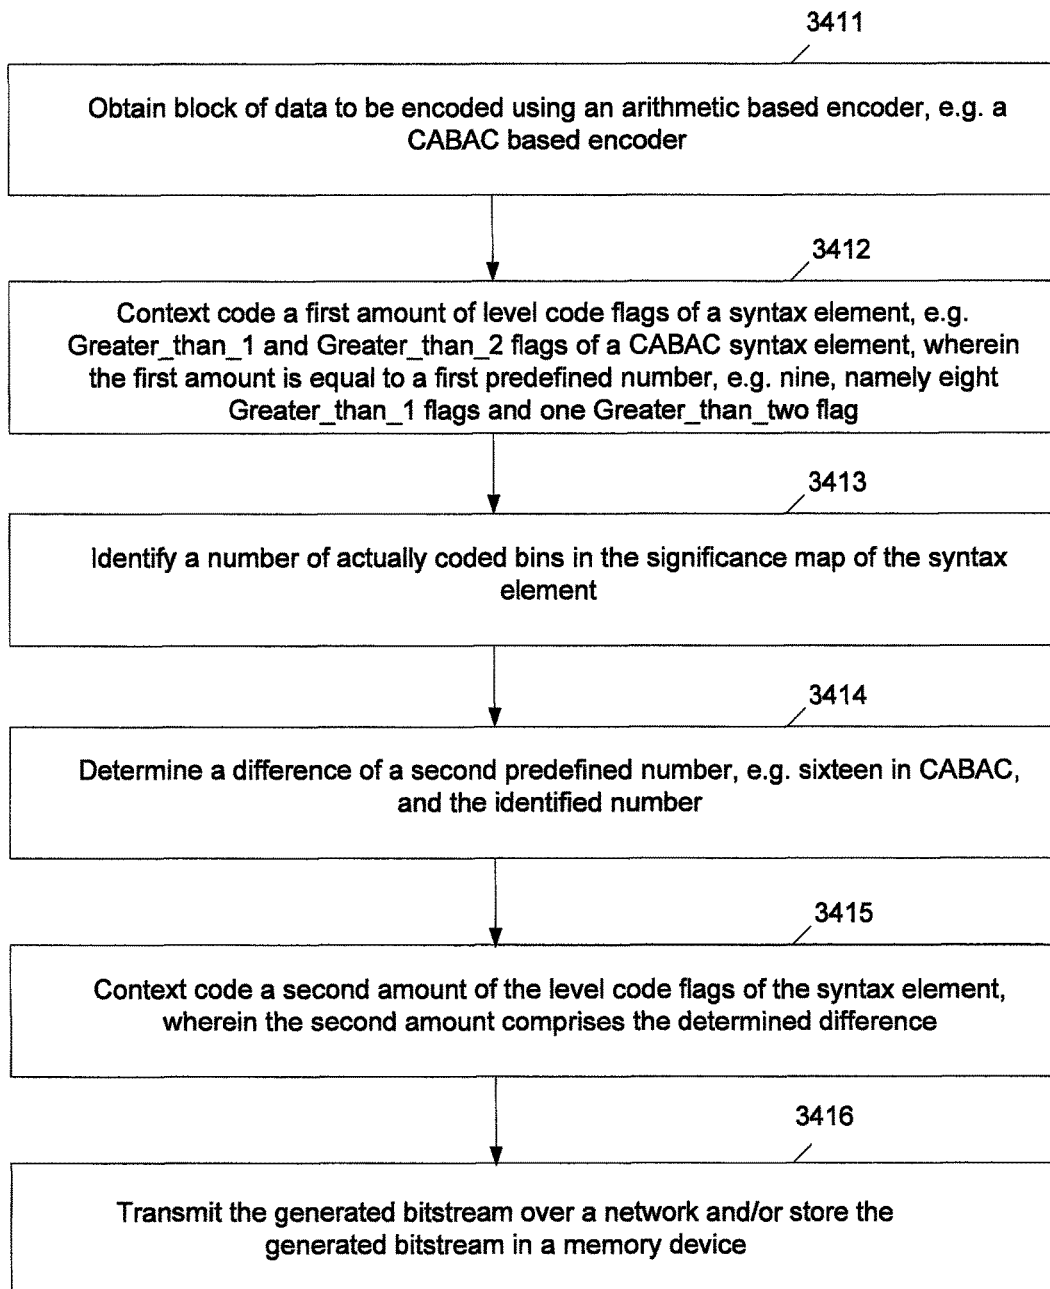 3411
Obtain block of data to be encoded using an arithmetic based encoder, e.g. a
CABAC based encoder
3412
Context code a first amount of level code flags of a syntax element, e.g.
Greater_than_1 and Greater_than_2 flags of a CABAC syntax element, wherein
the first amount is equal to a first predefined number, e.g. nine, namely eight
Greater_than_1 flags and one Greater_than_two flag
3413
Identify a number of actually coded bins in the significance map of the syntax
element
3414
Determine a difference of a second predefined number, e.g. sixteen in CABAC,
and the identified number
3415
Context code a second amount of the level code flags of the syntax element,
wherein the second amount comprises the determined difference
3416
Transmit the generated bitstream over a network and/or store the
generated bitstream in a memory device